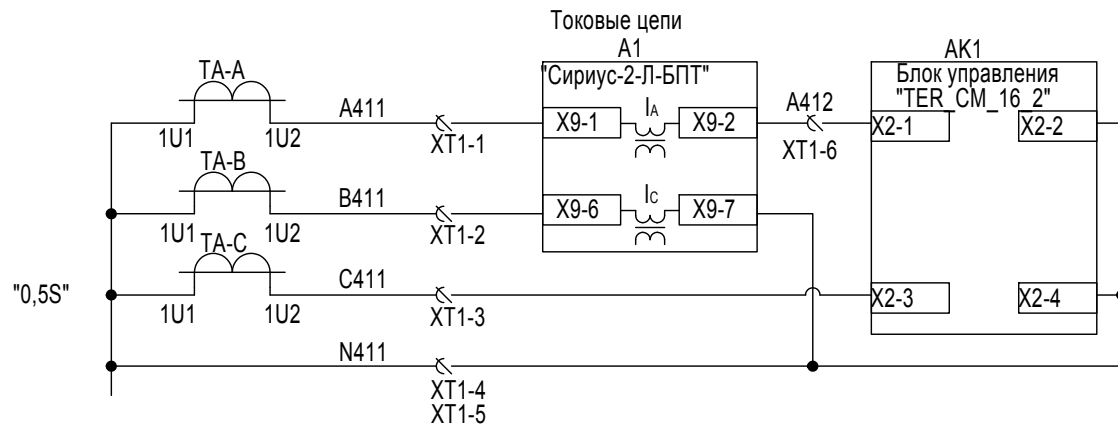 Токовые цепи
A1
"Сириус-2-Л-БПТ"
AK1
Блок управления
"TER_CM_16_2"
TA-A
1U1
1U2
A411
XT1-1
X9-1
IA
X9-2
A412
XT1-6
X2-1
X2-2
TA-B
1U1
1U2
B411
XT1-2
X9-6
IC
X9-7
TA-C
1U1
1U2
C411
XT1-3
X2-3
X2-4
"0,5S"
N411
XT1-4
XT1-5